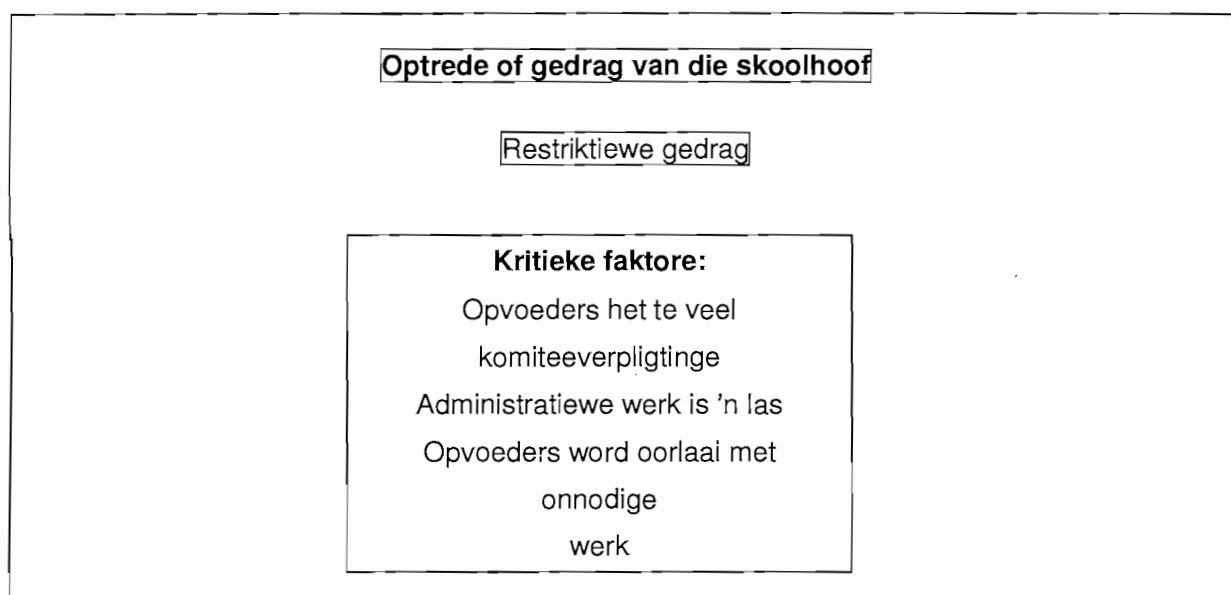 Optrede of gedrag van die skoolhoof
Restriktiewe gedrag
Kritieke faktore:
Opvoeders het te veel
komiteeverpligtinge
Administratiewe werk is 'n las
Opvoeders word oorlaai met
onnodige
werk